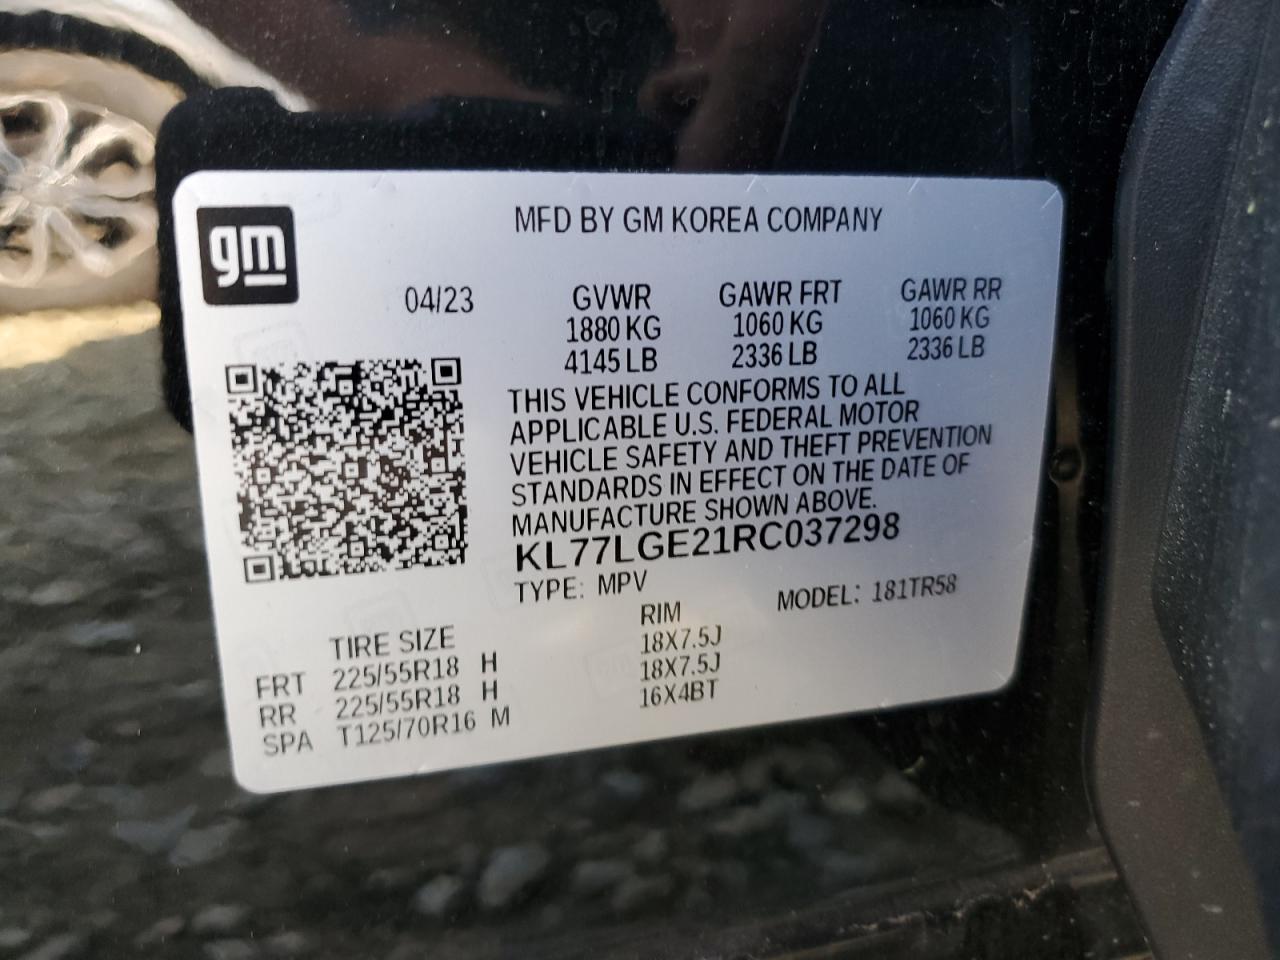 gm
MFD BY GM KOREA COMPANY
04/23 GVWR GAWR FRT GAWR RR
1880 KG 1060 KG 1060 KG
4145 LB 2336 LB 2336 LB
THIS VEHICLE CONFORMS TO ALL
APPLICABLE U.S. FEDERAL MOTOR
VEHICLE SAFETY AND THEFT PREVENTION
STANDARDS IN EFFECT ON THE DATE OF
MANUFACTURE SHOWN ABOVE.
KL77LGE21RC037298
TYPE: MPV MODEL: 181TR58
TIRE SIZE RIM
FRT 225/55R18 H 18X7.5J
RR 225/55R18 H 18X7.5J
SPA T125/70R16 M 16X4BT